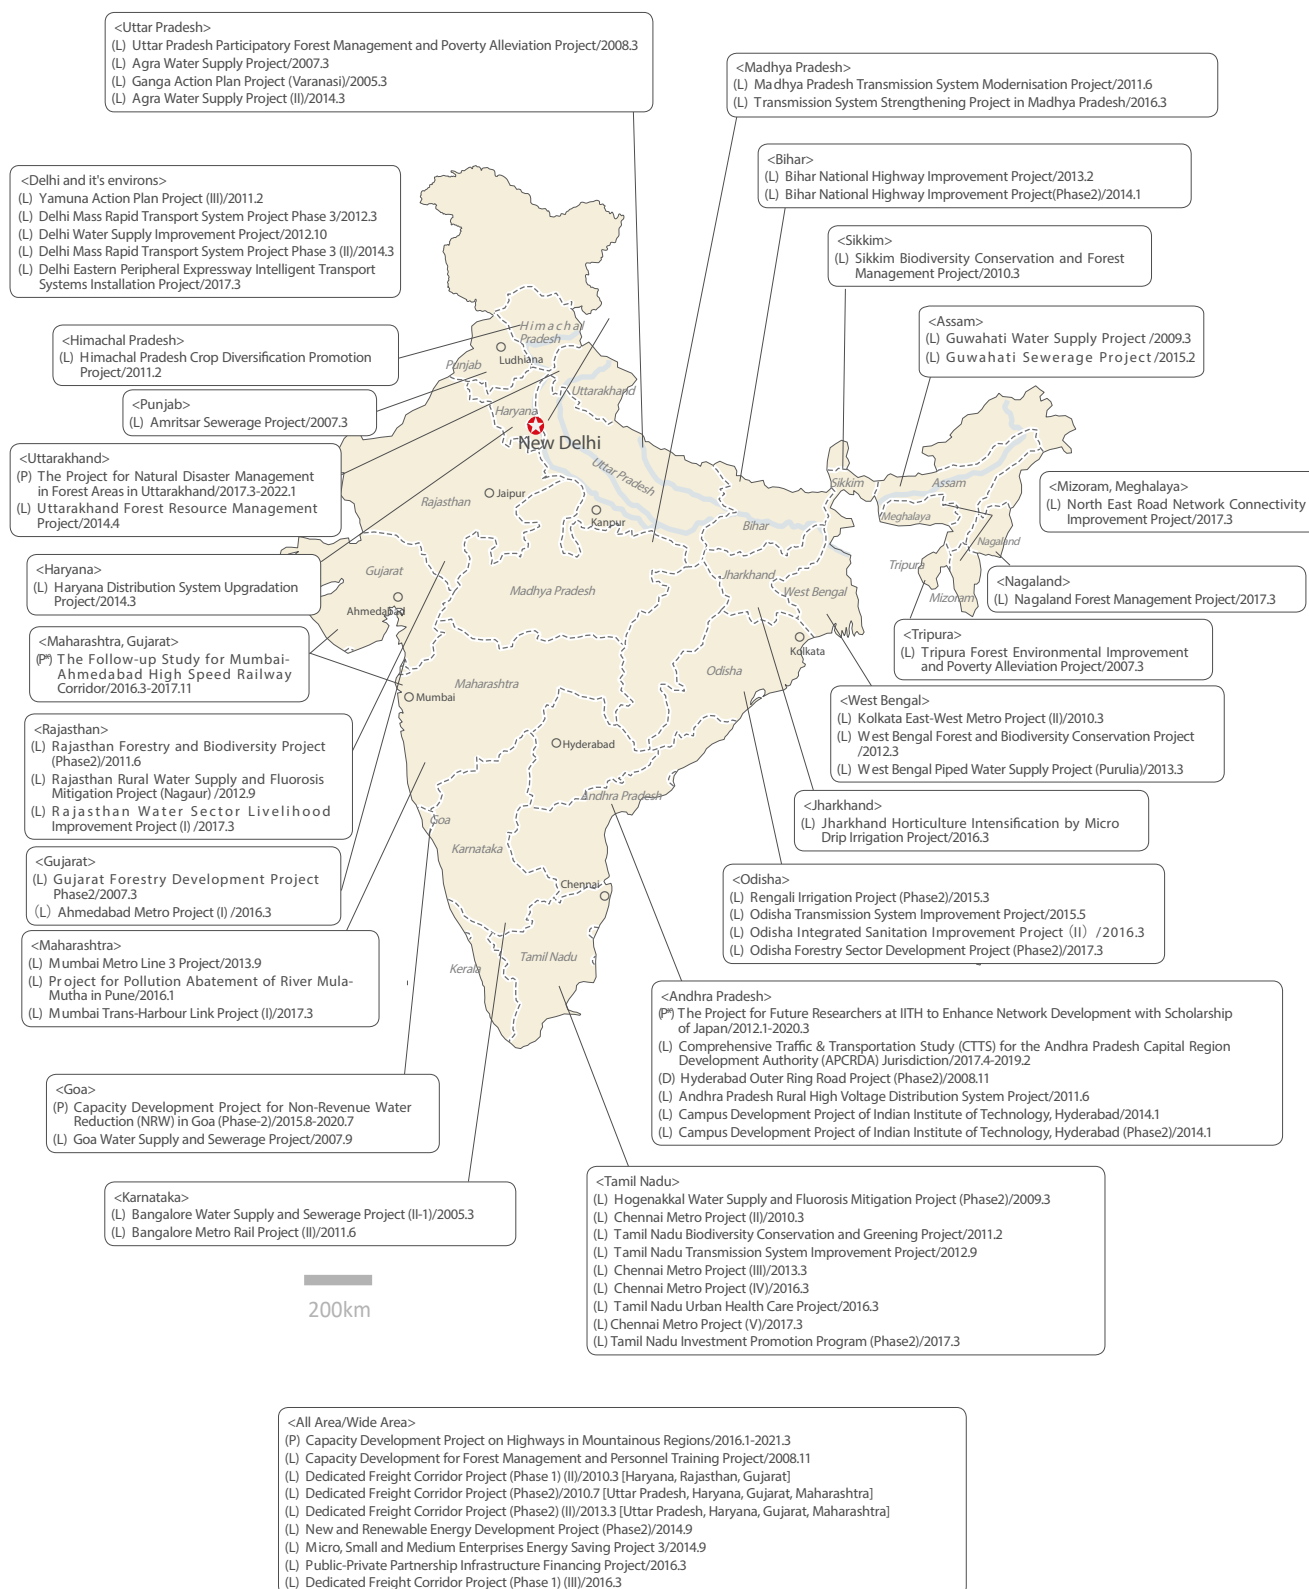 <Uttar Pradesh>
(L) Uttar Pradesh Participatory Forest Management and Poverty Alleviation Project/2008.3
(L) Agra Water Supply Project/2007.3
(L) Ganga Action Plan Project (Varanasi)/2005.3
(L) Agra Water Supply Project (II)/2014.3
<Madhya Pradesh>
(L) Madhya Pradesh Transmission System Modernisation Project/2011.6
(L) Transmission System Strengthening Project in Madhya Pradesh/2016.3
<Bihar>
(L) Bihar National Highway Improvement Project/2013.2
(L) Bihar National Highway Improvement Project(Phase2)/2014.1
<Delhi and it's environs>
(L) Yamuna Action Plan Project (III)/2011.2
(L) Delhi Mass Rapid Transport System Project Phase 3/2012.3
(L) Delhi Water Supply Improvement Project/2012.10
(L) Delhi Mass Rapid Transport System Project Phase 3 (II)/2014.3
(L) Delhi Eastern Peripheral Expressway Intelligent Transport
Systems Installation Project/2017.3
<Sikkim>
(L) Sikkim Biodiversity Conservation and Forest
Management Project/2010.3
<Assam>
(L) Guwahati Water Supply Project /2009.3
(L) Guwahati Sewerage Project /2015.2
<Himachal Pradesh>
(L) Himachal Pradesh Crop Diversification Promotion
Project/2011.2
<Punjab>
(L) Amritsar Sewerage Project/2007.3
<Uttarakhand>
(P) The Project for Natural Disaster Management
in Forest Areas in Uttarakhand/2017.3-2022.1
(L) Uttarakhand Forest Resource Management
Project/2014.4
<Mizoram, Meghalaya>
(L) North East Road Network Connectivity
Improvement Project/2017.3
<Haryana>
(L) Haryana Distribution System Upgradation
Project/2014.3
<Nagaland>
(L) Nagaland Forest Management Project/2017.3
<Maharashtra, Gujarat>
(P*) The Follow-up Study for Mumbai-
Ahmedabad High Speed Railway
Corridor/2016.3-2017.11
<Tripura>
(L) Tripura Forest Environmental Improvement
and Poverty Alleviation Project/2007.3
<West Bengal>
(L) Kolkata East-West Metro Project (II)/2010.3
(L) West Bengal Forest and Biodiversity Conservation Project
/2012.3
(L) West Bengal Piped Water Supply Project (Purulia)/2013.3
<Rajasthan>
(L) Rajasthan Forestry and Biodiversity Project
(Phase2)/2011.6
(L) Rajasthan Rural Water Supply and Fluorosis
Mitigation Project (Nagaur) /2012.9
(L) Rajasthan Water Sector Livelihood
Improvement Project (I) /2017.3
<Jharkhand>
(L) Jharkhand Horticulture Intensification by Micro
Drip Irrigation Project/2016.3
<Gujarat>
(L) Gujarat Forestry Development Project
Phase2/2007.3
(L) Ahmedabad Metro Project (I) /2016.3
<Odisha>
(L) Rengali Irrigation Project (Phase2)/2015.3
(L) Odisha Transmission System Improvement Project/2015.5
(L) Odisha Integrated Sanitation Improvement Project (II) /2016.3
(L) Odisha Forestry Sector Development Project (Phase2)/2017.3
<Maharashtra>
(L) Mumbai Metro Line 3 Project/2013.9
(L) Project for Pollution Abatement of River Mula-
Mutha in Pune/2016.1
(L) Mumbai Trans-Harbour Link Project (I)/2017.3
<Andhra Pradesh>
(P*) The Project for Future Researchers at IITH to Enhance Network Development with Scholarship
of Japan/2012.1-2020.3
(L) Comprehensive Traffic & Transportation Study (CTTS) for the Andhra Pradesh Capital Region
Development Authority (APCRDA) Jurisdiction/2017.4-2019.2
(D) Hyderabad Outer Ring Road Project (Phase2)/2008.11
(L) Andhra Pradesh Rural High Voltage Distribution System Project/2011.6
(L) Campus Development Project of Indian Institute of Technology, Hyderabad/2014.1
(L) Campus Development Project of Indian Institute of Technology, Hyderabad (Phase2)/2014.1
<Goa>
(P) Capacity Development Project for Non-Revenue Water
Reduction (NRW) in Goa (Phase-2)/2015.8-2020.7
(L) Goa Water Supply and Sewerage Project/2007.9
<Karnataka>
(L) Bangalore Water Supply and Sewerage Project (II-1)/2005.3
(L) Bangalore Metro Rail Project (II)/2011.6
<Tamil Nadu>
(L) Hogenakkal Water Supply and Fluorosis Mitigation Project (Phase2)/2009.3
(L) Chennai Metro Project (II)/2010.3
(L) Tamil Nadu Biodiversity Conservation and Greening Project/2011.2
(L) Tamil Nadu Transmission System Improvement Project/2012.9
(L) Chennai Metro Project (III)/2013.3
(L) Chennai Metro Project (IV)/2016.3
(L) Tamil Nadu Urban Health Care Project/2016.3
(L) Chennai Metro Project (V)/2017.3
(L) Tamil Nadu Investment Promotion Program (Phase2)/2017.3
Himachal
Pradesh
Ludhiana
Punjab
Uttarakhand
Haryana
New Delhi
Uttar Pradesh
Rajasthan
Jaipur
Kanpur
Sikkim
Assam
Meghalaya
Bihar
Nagaland
Tripura
Mizoram
Gujarat
Ahmedabad
Madhya Pradesh
Jharkhand
West Bengal
Kolkata
Odisha
Maharashtra
Mumbai
Hyderabad
Andhra Pradesh
Goa
Karnataka
Chennai
Kerala
Tamil Nadu
200km
<All Area/Wide Area>
(P) Capacity Development Project on Highways in Mountainous Regions/2016.1-2021.3
(L) Capacity Development for Forest Management and Personnel Training Project/2008.11
(L) Dedicated Freight Corridor Project (Phase 1) (II)/2010.3 [Haryana, Rajasthan, Gujarat]
(L) Dedicated Freight Corridor Project (Phase2)/2010.7 [Uttar Pradesh, Haryana, Gujarat, Maharashtra]
(L) Dedicated Freight Corridor Project (Phase2) (II)/2013.3 [Uttar Pradesh, Haryana, Gujarat, Maharashtra]
(L) New and Renewable Energy Development Project (Phase2)/2014.9
(L) Micro, Small and Medium Enterprises Energy Saving Project 3/2014.9
(L) Public-Private Partnership Infrastructure Financing Project/2016.3
(L) Dedicated Freight Corridor Project (Phase 1) (III)/2016.3